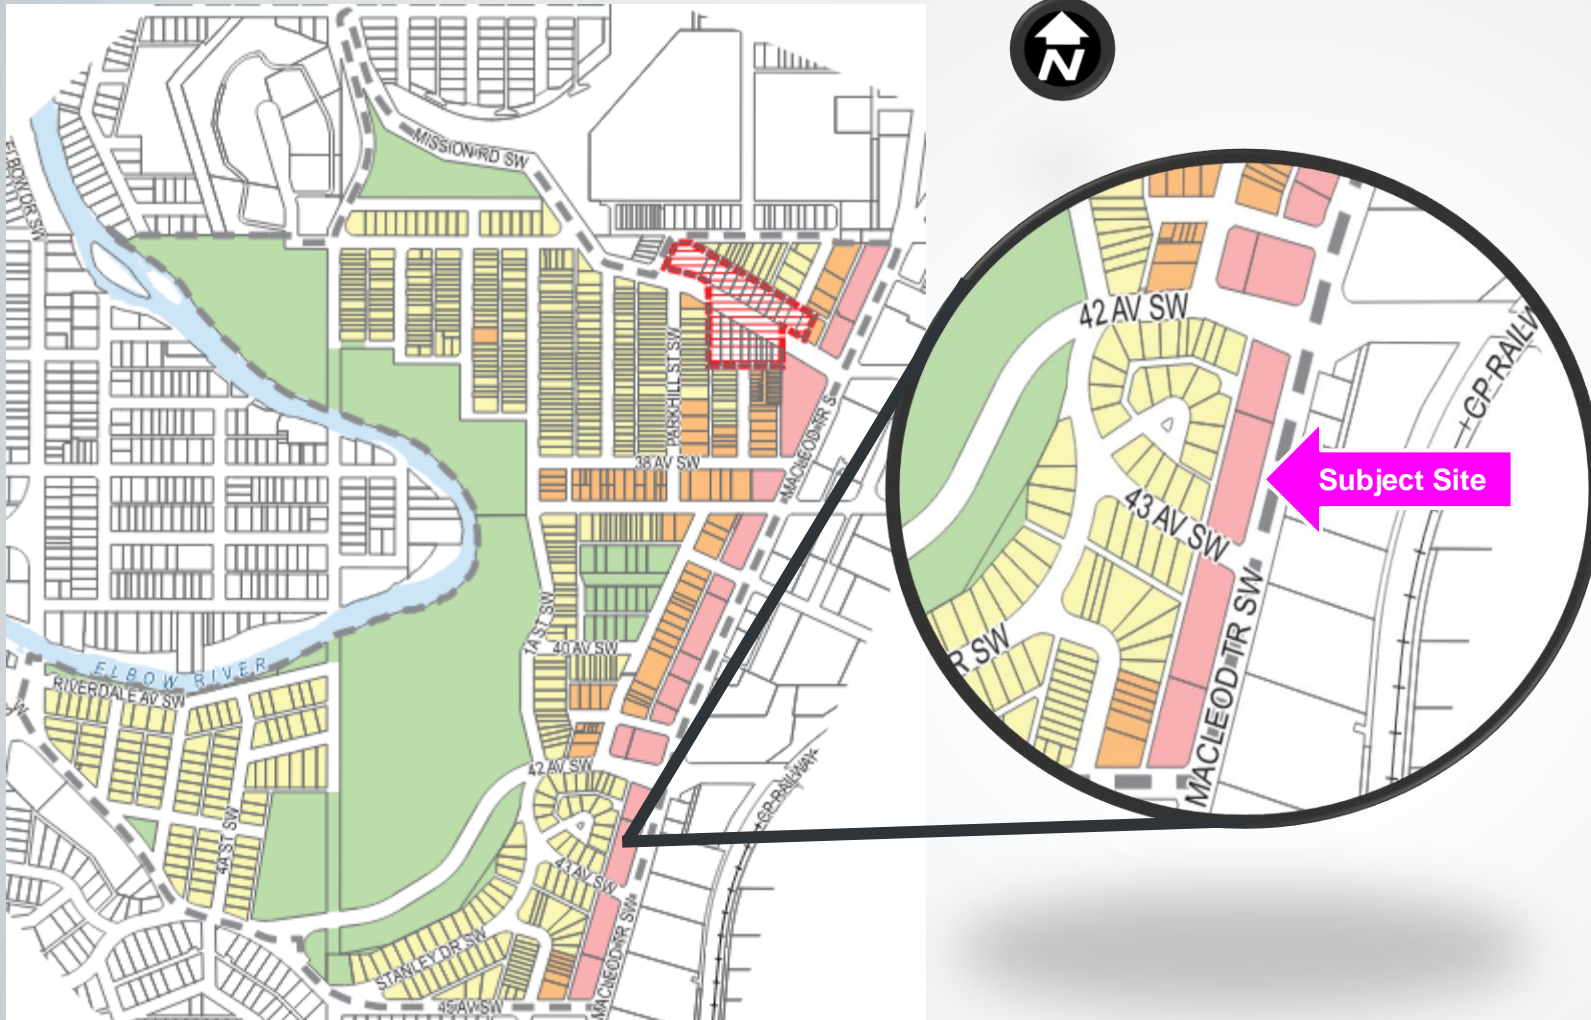 N
MISSION RD SW
ELBOW DR SW
PARKHILL ST SW
38 AV SW
MACLEOD TR S
1A ST SW
40 AV SW
ELBOW RIVER
RIVERDALE AV SW
42 AV SW
4A ST SW
43 AV SW
CP-RAILWAY
STANLEY DR SW
MACLEOD TR SW
45 AV SW
42 AV SW
CP-RAILW
Subject Site
43 AV SW
R SW
MACLEOD TR SW